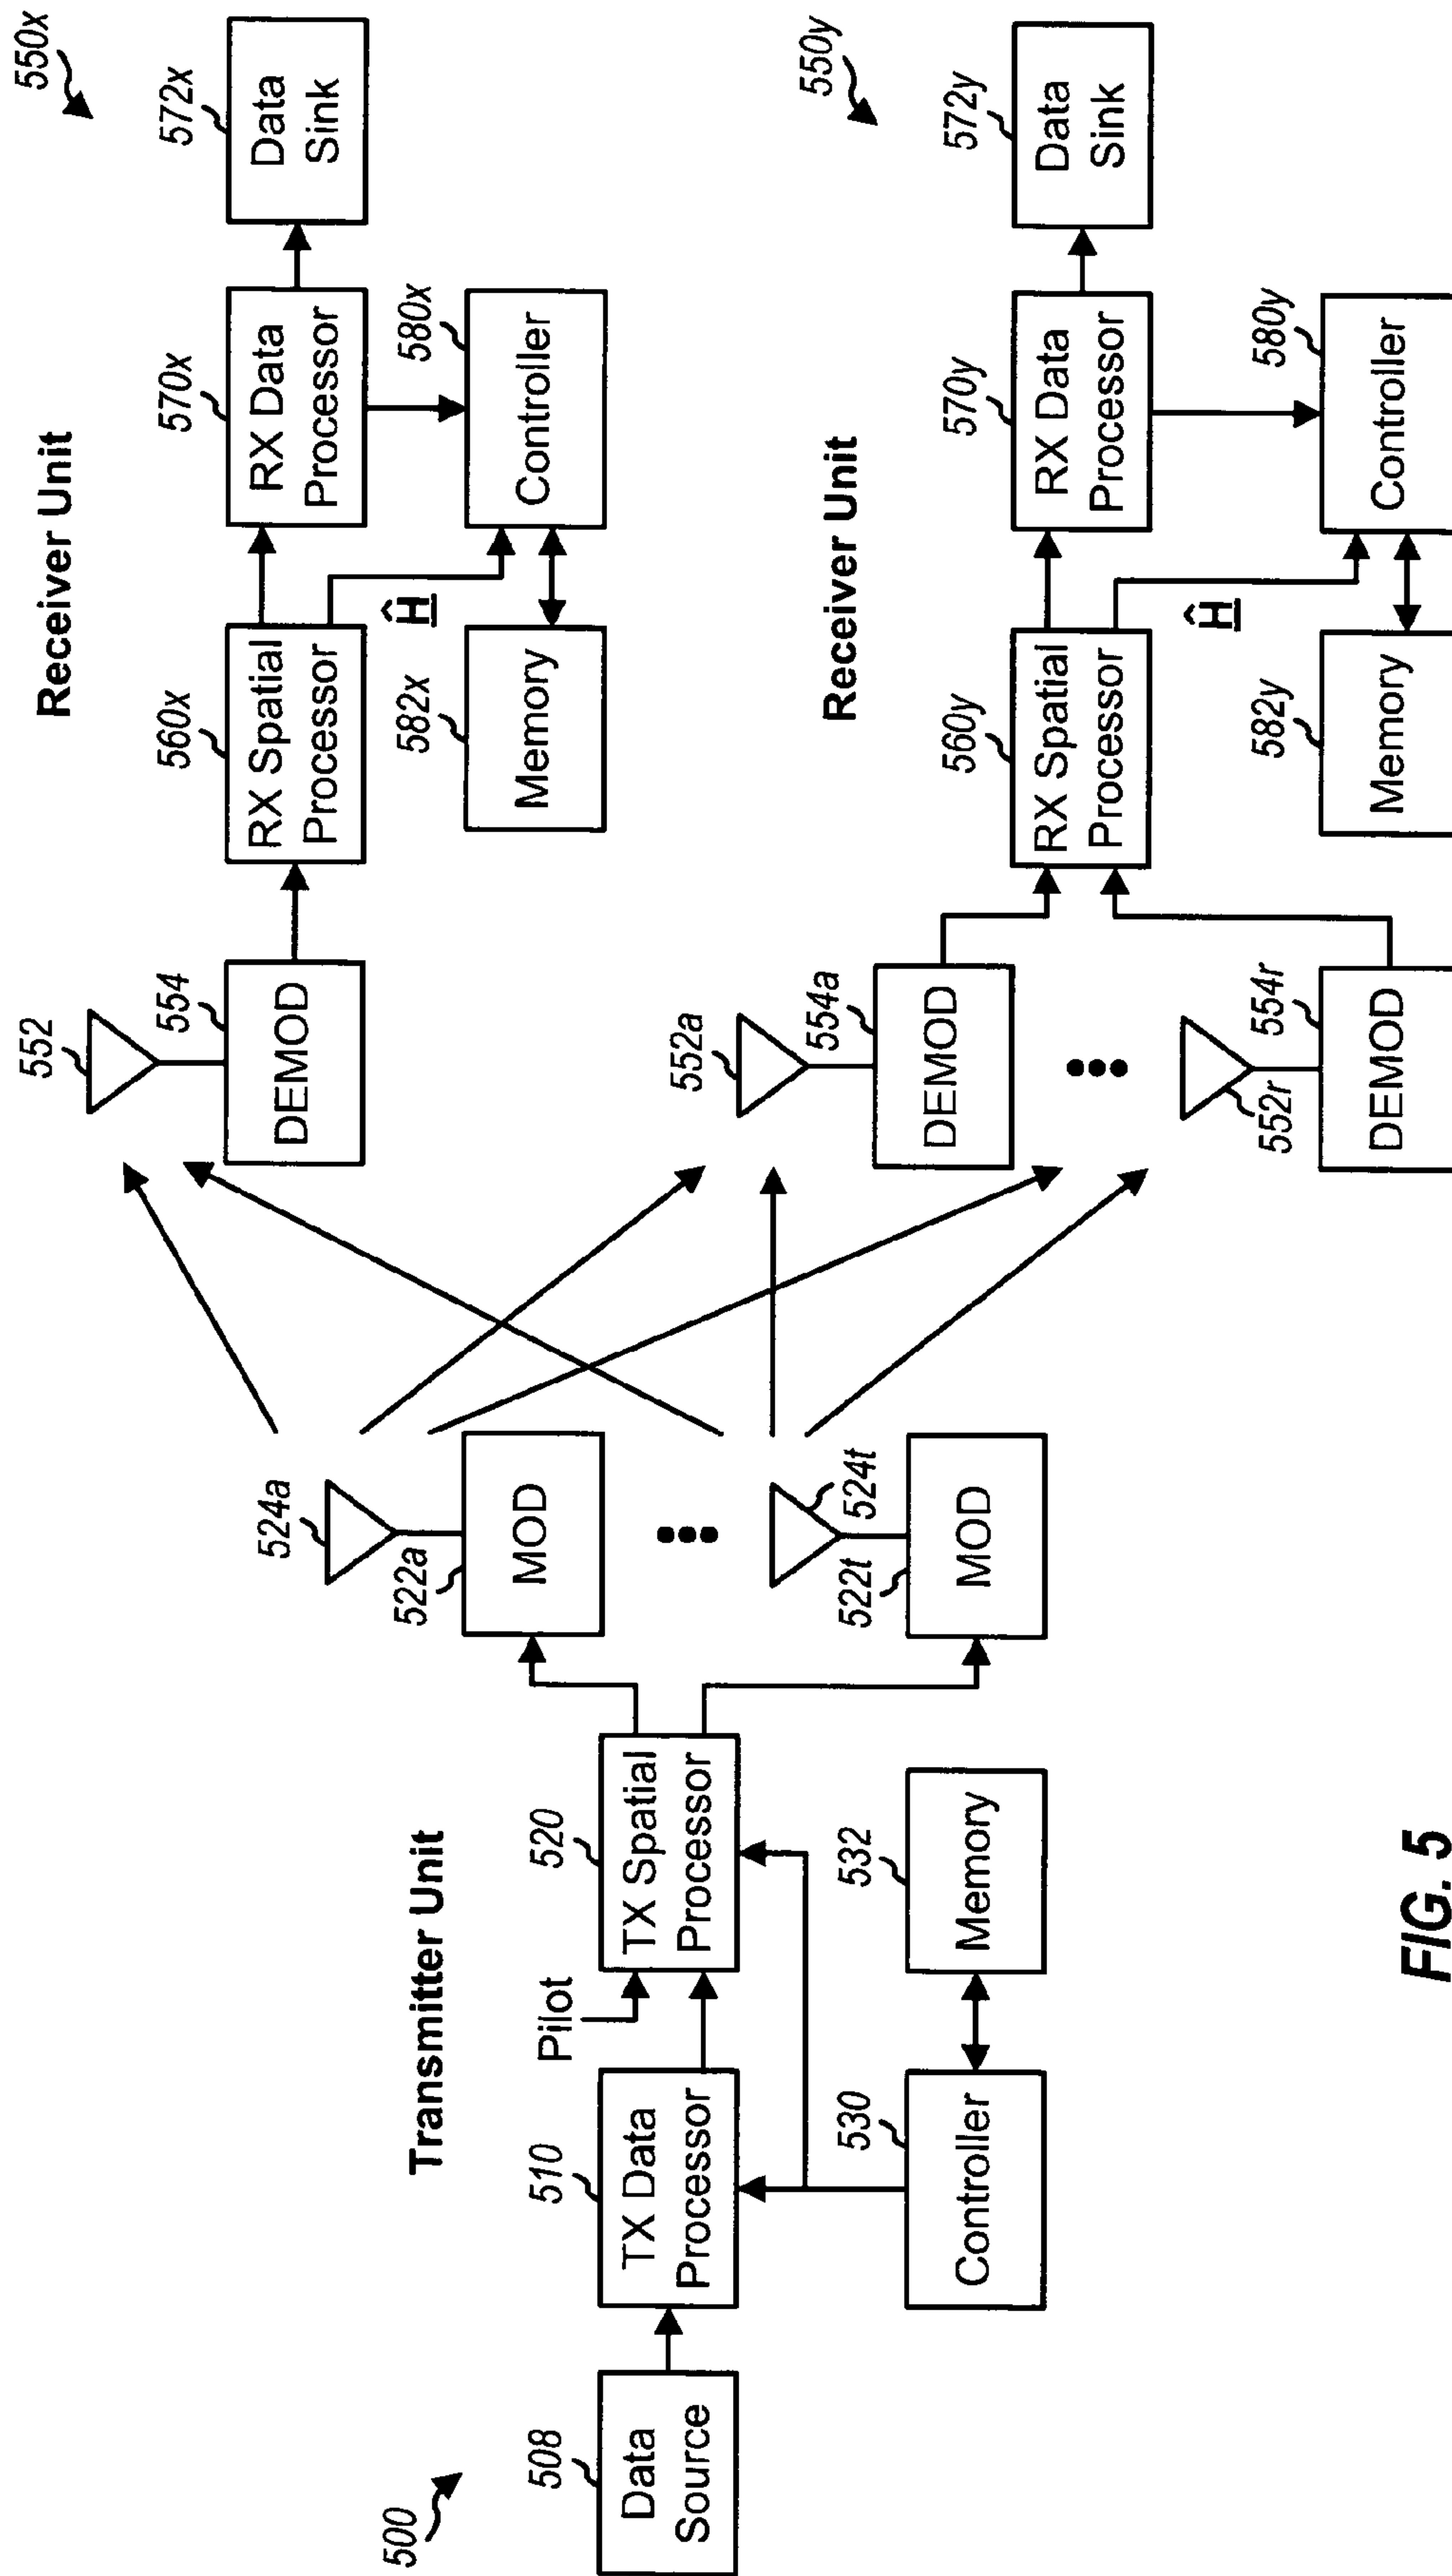 Transmitter Unit
500
508
Data
Source
510
TX Data
Processor
Pilot
520
TX Spatial
Processor
530
Controller
532
Memory
524a
522a
MOD
524t
522t
MOD
Receiver Unit
550x
552
554
DEMOD
560x
RX Spatial
Processor
570x
RX Data
Processor
572x
Data
Sink
Ĥ
580x
Controller
582x
Memory
Receiver Unit
550y
552a
554a
DEMOD
552r
554r
DEMOD
560y
RX Spatial
Processor
570y
RX Data
Processor
572y
Data
Sink
Ĥ
580y
Controller
582y
Memory
FIG. 5